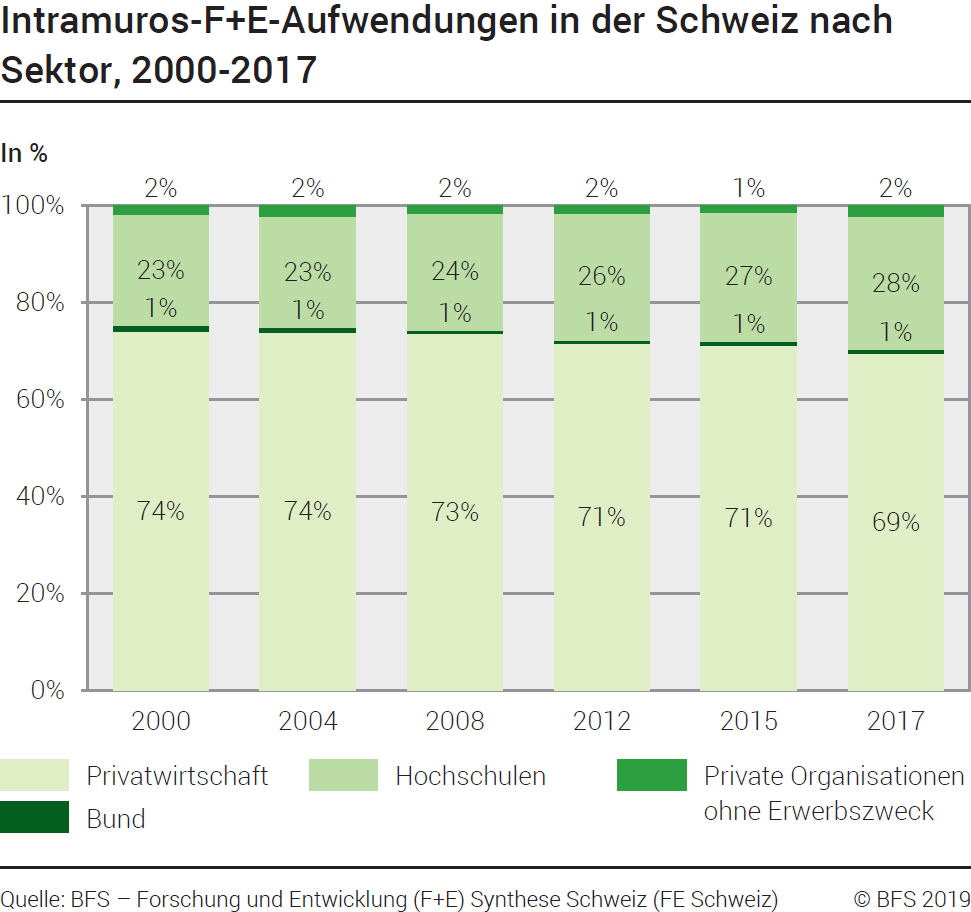 Intramuros-F+E-Aufwendungen in der Schweiz nach
Sektor, 2000-2017
In %
2% 2% 2% 2% 1% 2%
100%
23% 23% 24% 26% 27% 28%
80%
1% 1% 1% 1% 1% 1%
60%
40%
74% 74% 73% 71% 71% 69%
20%
0%
2000 2004 2008 2012 2015 2017
Privatwirtschaft Hochschulen Private Organisationen
ohne Erwerbszweck
Bund
Quelle: BFS – Forschung und Entwicklung (F+E) Synthese Schweiz (FE Schweiz) © BFS 2019